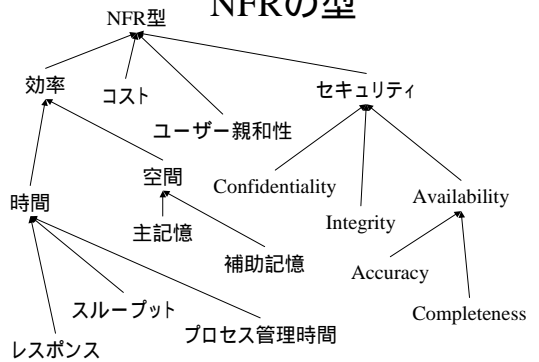 NFRの型
NFR型
効率
コスト
セキュリティ
ユーザー親和性
空間
Confidentiality
Availability
時間
Integrity
主記憶
補助記憶
Accuracy
スループット
Completeness
プロセス管理時間
レスポンス